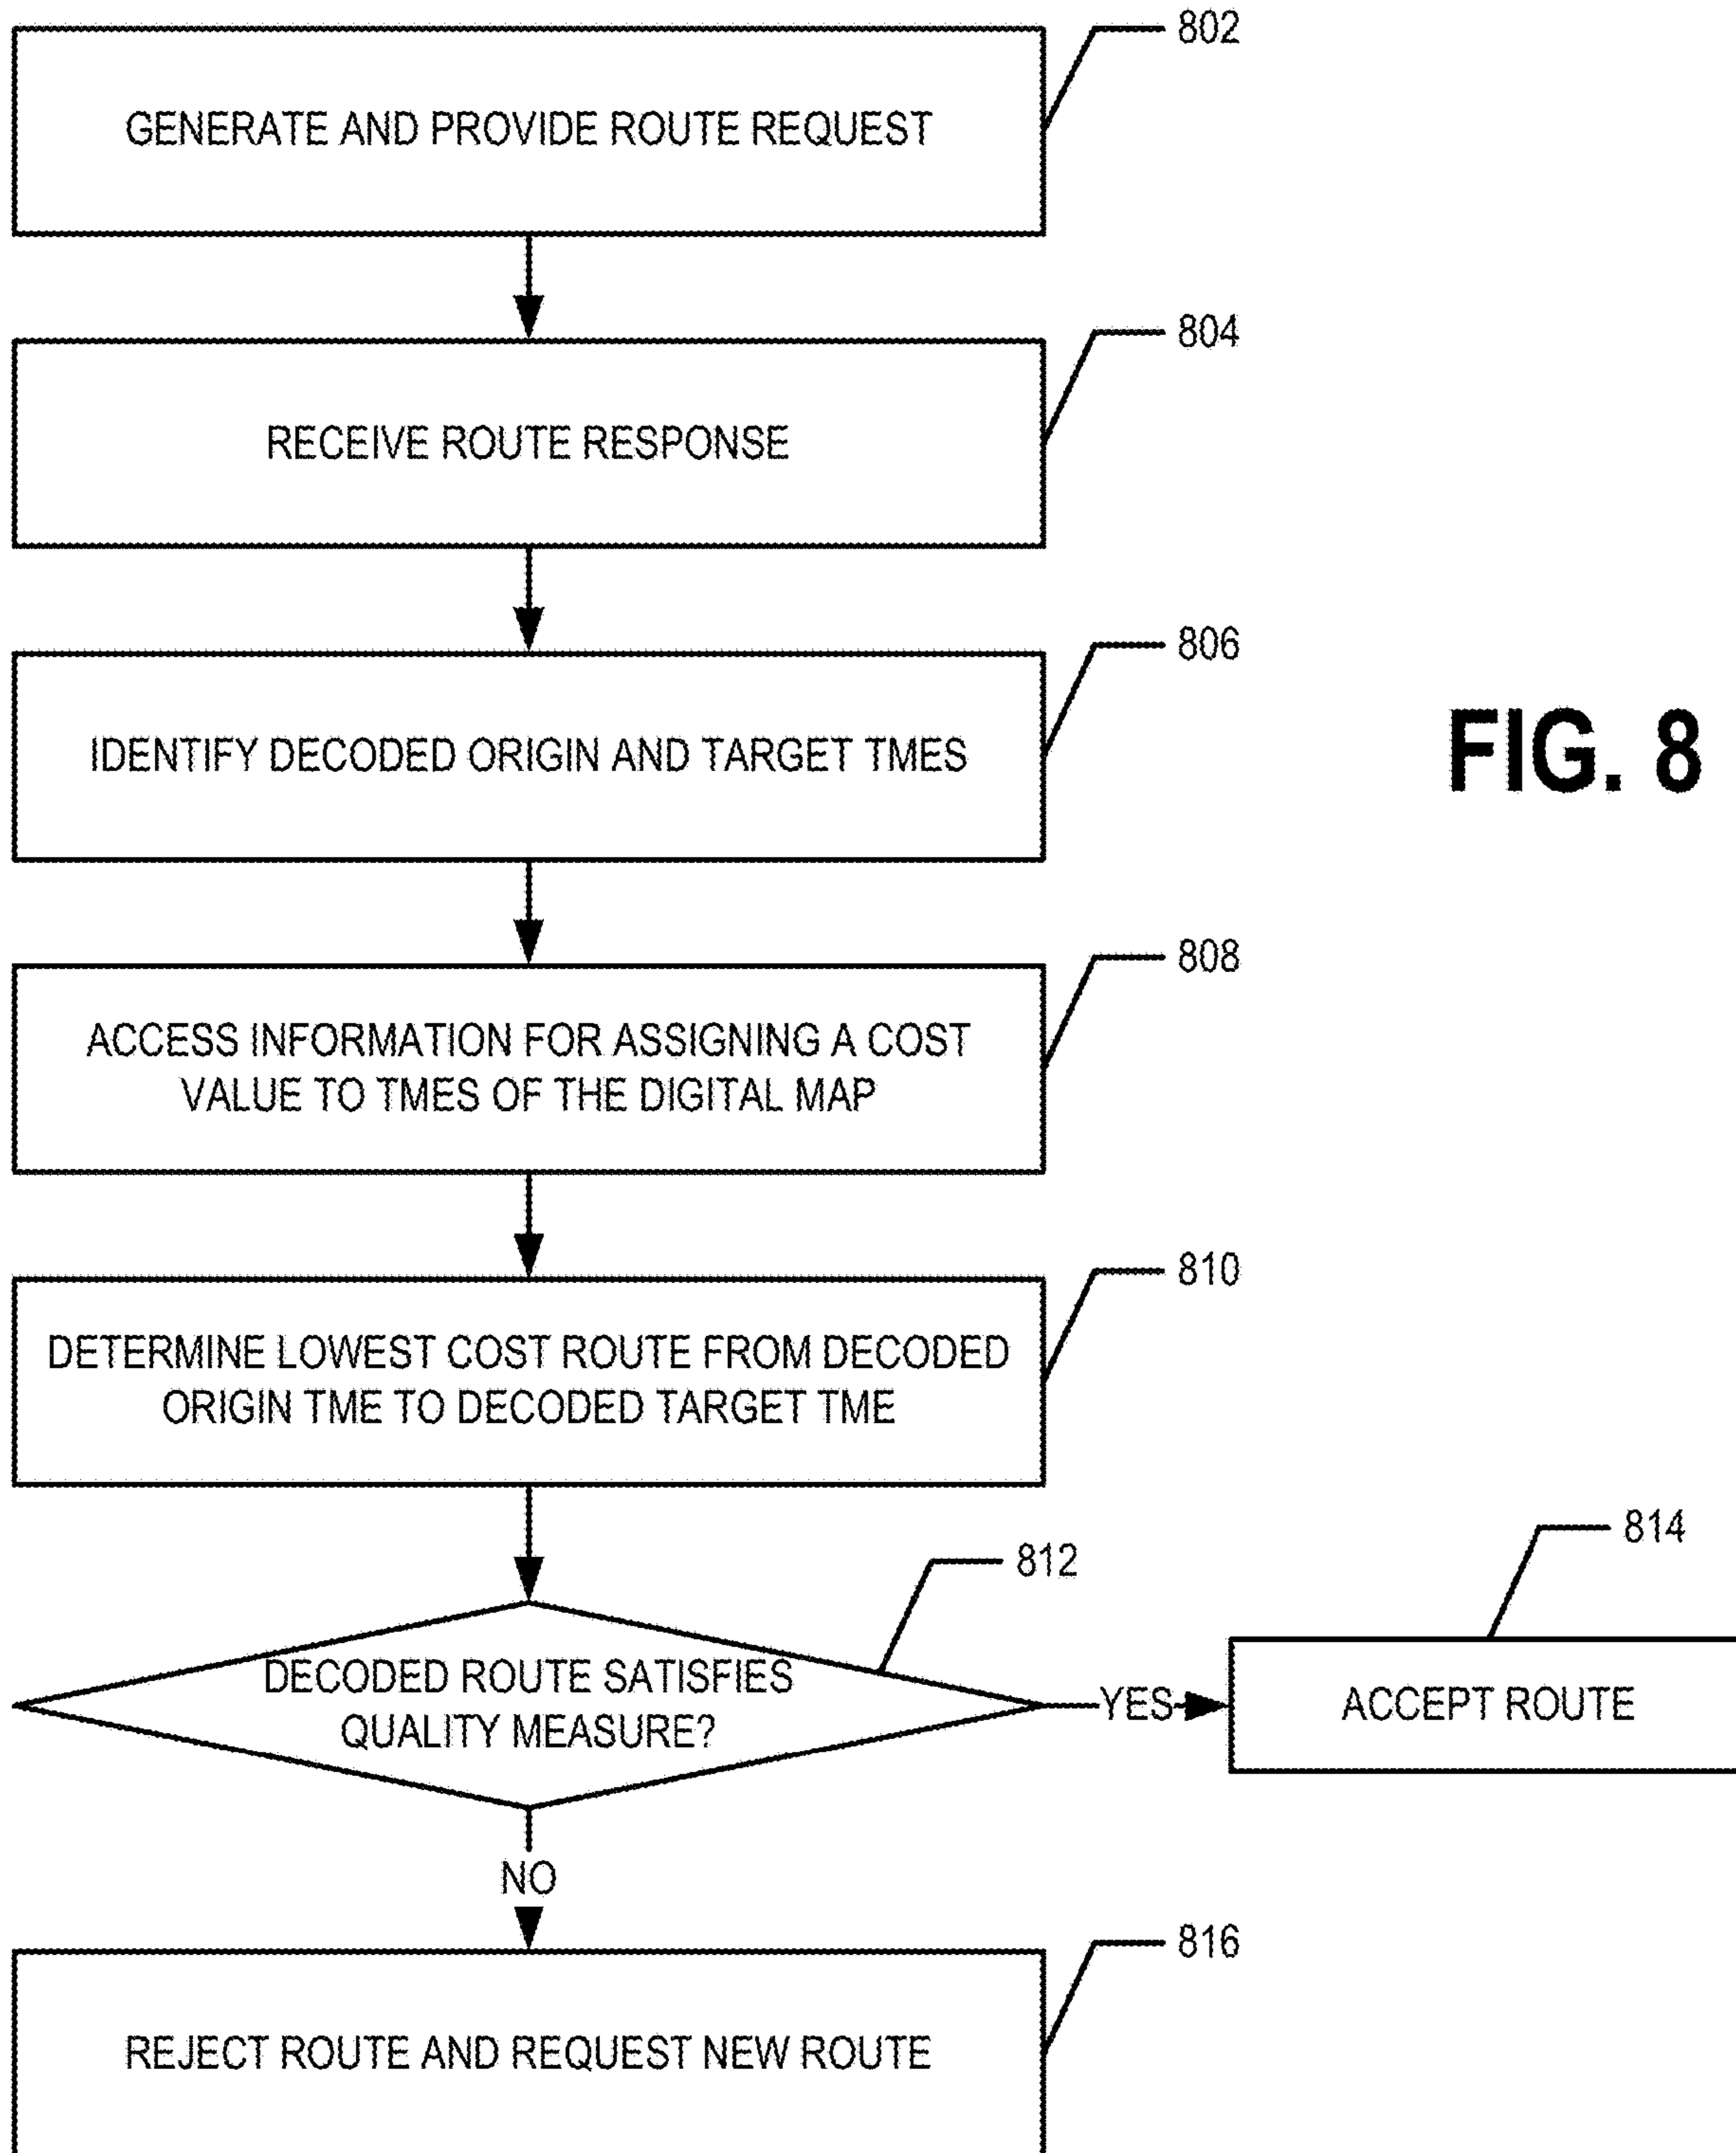 802
GENERATE AND PROVIDE ROUTE REQUEST
804
RECEIVE ROUTE RESPONSE
806
IDENTIFY DECODED ORIGIN AND TARGET TMES
FIG. 8
808
ACCESS INFORMATION FOR ASSIGNING A COST
VALUE TO TMES OF THE DIGITAL MAP
810
DETERMINE LOWEST COST ROUTE FROM DECODED
ORIGIN TME TO DECODED TARGET TME
812
DECODED ROUTE SATISFIES
QUALITY MEASURE?
YES
814
ACCEPT ROUTE
NO
816
REJECT ROUTE AND REQUEST NEW ROUTE